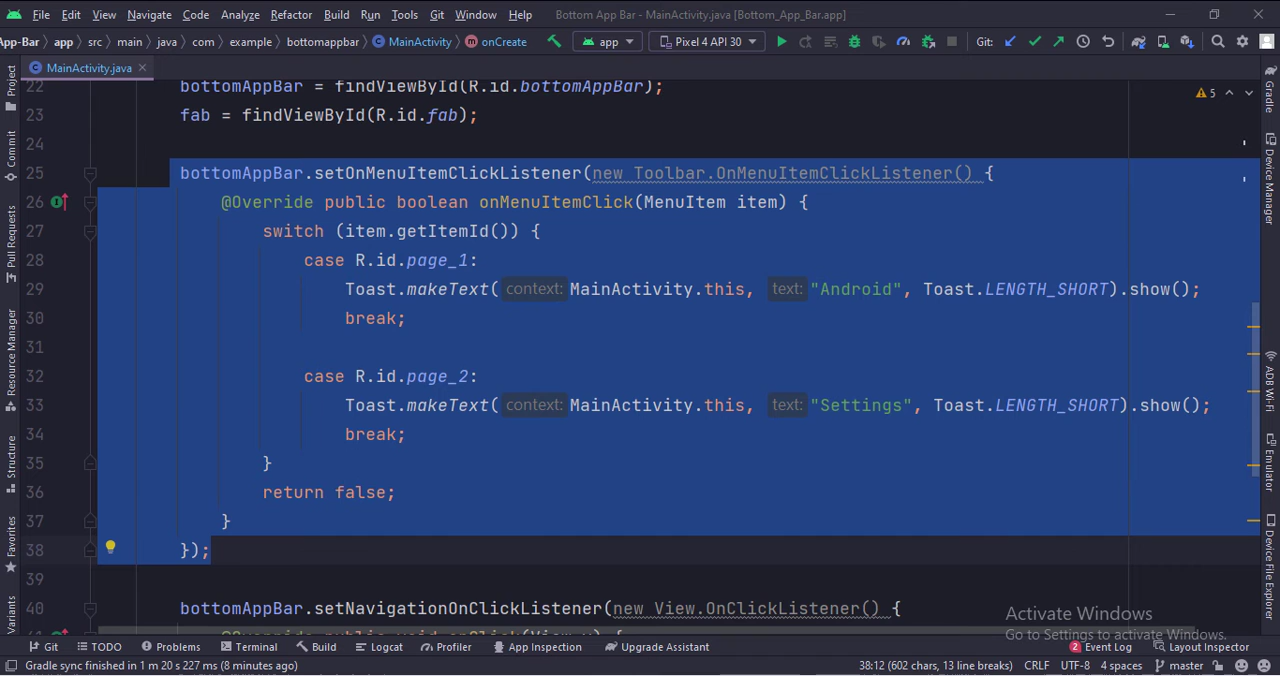 File Edit View Navigate Code Analyze Refactor Build Run Tools Git Window Help Bottom App Bar - MainActivity.java [Bottom_App_Bar.app]
App-Bar app src main java com example bottomappbar MainActivity onCreate app Pixel 4 API 30 Git:
MainActivity.java
22 bottomAppBar = findViewById(R.id.bottomAppBar);
5
23 fab = findViewById(R.id.fab);
24
25 bottomAppBar.setOnMenuItemClickListener(new Toolbar.OnMenuItemClickListener() {
26 @Override public boolean onMenuItemClick(MenuItem item) {
27 switch (item.getItemId()) {
28 case R.id.page_1:
29 Toast.makeText( context: MainActivity.this, text: "Android", Toast.LENGTH_SHORT).show();
30 break;
31
32 case R.id.page_2:
33 Toast.makeText( context: MainActivity.this, text: "Settings", Toast.LENGTH_SHORT).show();
34 break;
35 }
36 return false;
37 }
38 });
39
40 bottomAppBar.setNavigationOnClickListener(new View.OnClickListener() {
41 @Override public void onClick(View v) {
Project
Commit
Pull Requests
Resource Manager
Structure
Favorites
Variants
Gradle
Device Manager
ADB Wi-Fi
Emulator
Device File Explorer
Activate Windows
Go to Settings to activate Windows.
Git TODO Problems Terminal Build Logcat Profiler App Inspection Upgrade Assistant 2 Event Log Layout Inspector
Gradle sync finished in 1 m 20 s 227 ms (8 minutes ago) 38:12 (602 chars, 13 line breaks) CRLF UTF-8 4 spaces master